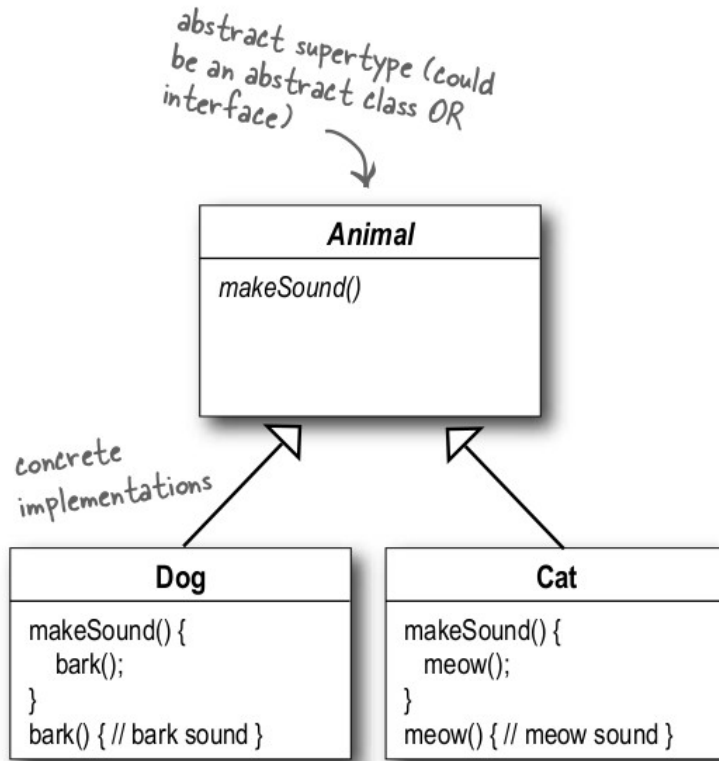 abstract supertype (could
be an abstract class OR
interface)
Animal
makeSound()
concrete
implementations
Dog
makeSound() {
bark();
}
bark() { // bark sound }
Cat
makeSound() {
meow();
}
meow() { // meow sound }